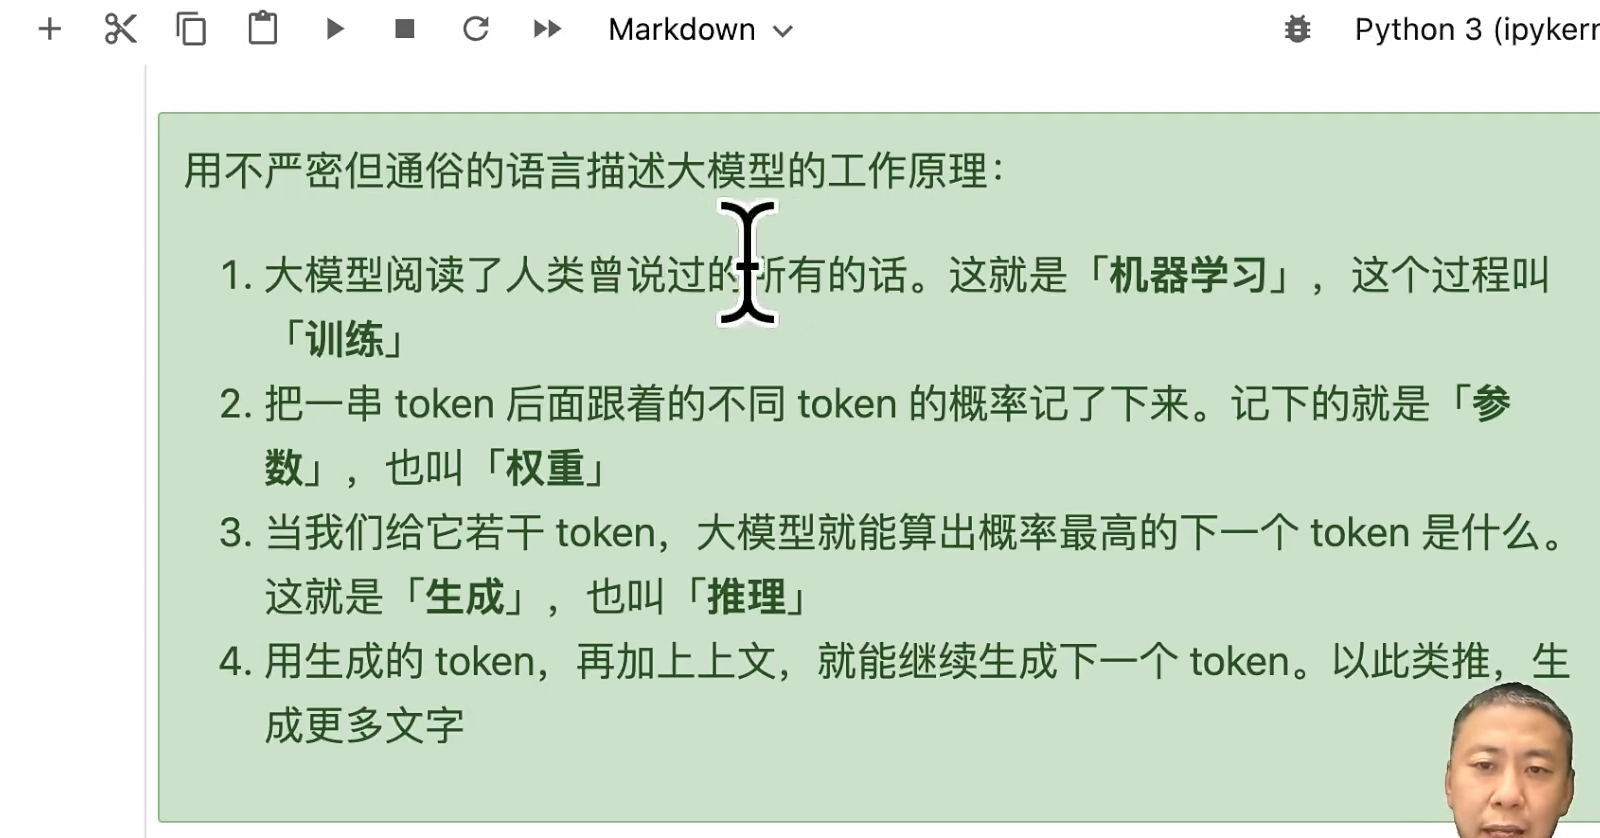 Markdown
Python 3 (ipykerr
用不严密但通俗的语言描述大模型的工作原理：
1. 大模型阅读了人类曾说过的所有的话。这就是「机器学习」，这个过程叫
「训练」
2. 把一串 token 后面跟着的不同 token 的概率记了下来。记下的就是「参
数」，也叫「权重」
3. 当我们给它若干 token，大模型就能算出概率最高的下一个 token 是什么。
这就是「生成」，也叫「推理」
4. 用生成的 token，再加上上文，就能继续生成下一个 token。以此类推，生
成更多文字